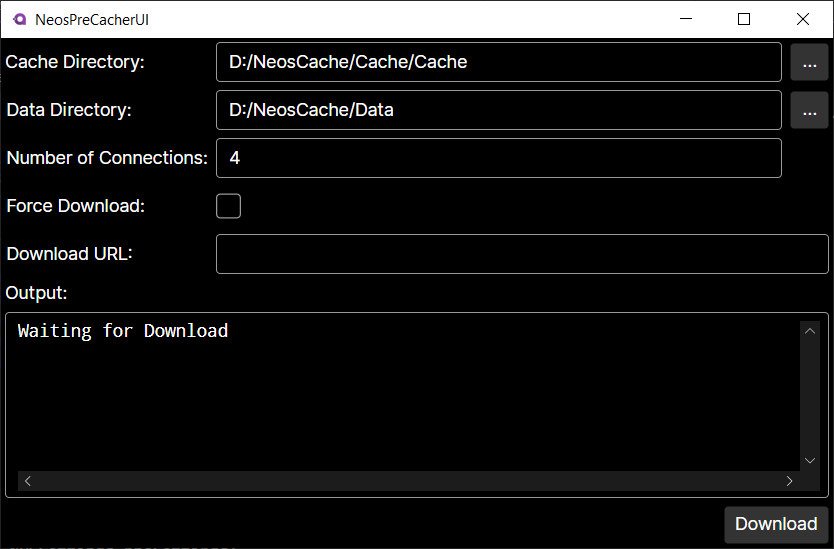 NeosPreCacherUI
Cache Directory: D:/NeosCache/Cache/Cache ...
Data Directory: D:/NeosCache/Data ...
Number of Connections: 4
Force Download:
Download URL:
Output:
Waiting for Download
Download